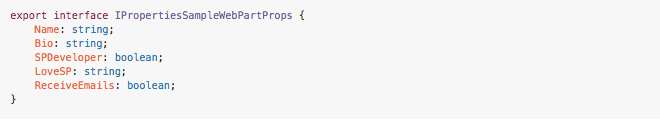 export interface IPropertiesSampleWebPartProps {
    Name: string;
    Bio: string;
    SPDeveloper: boolean;
    LoveSP: string;
    ReceiveEmails: boolean;
}